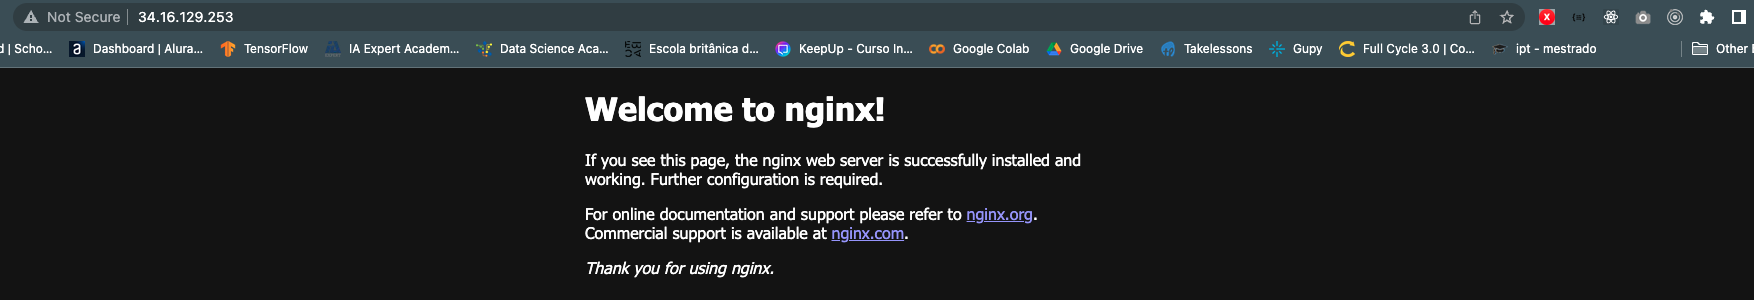 Not Secure | 34.16.129.253
d | Scho... Dashboard | Alura... TensorFlow IA Expert Academ... Data Science Aca... Escola britânica d... KeepUp - Curso In... Google Colab Google Drive Takelessons Gupy Full Cycle 3.0 | Co... ipt - mestrado Other
Welcome to nginx!
If you see this page, the nginx web server is successfully installed and
working. Further configuration is required.
For online documentation and support please refer to nginx.org.
Commercial support is available at nginx.com.
Thank you for using nginx.